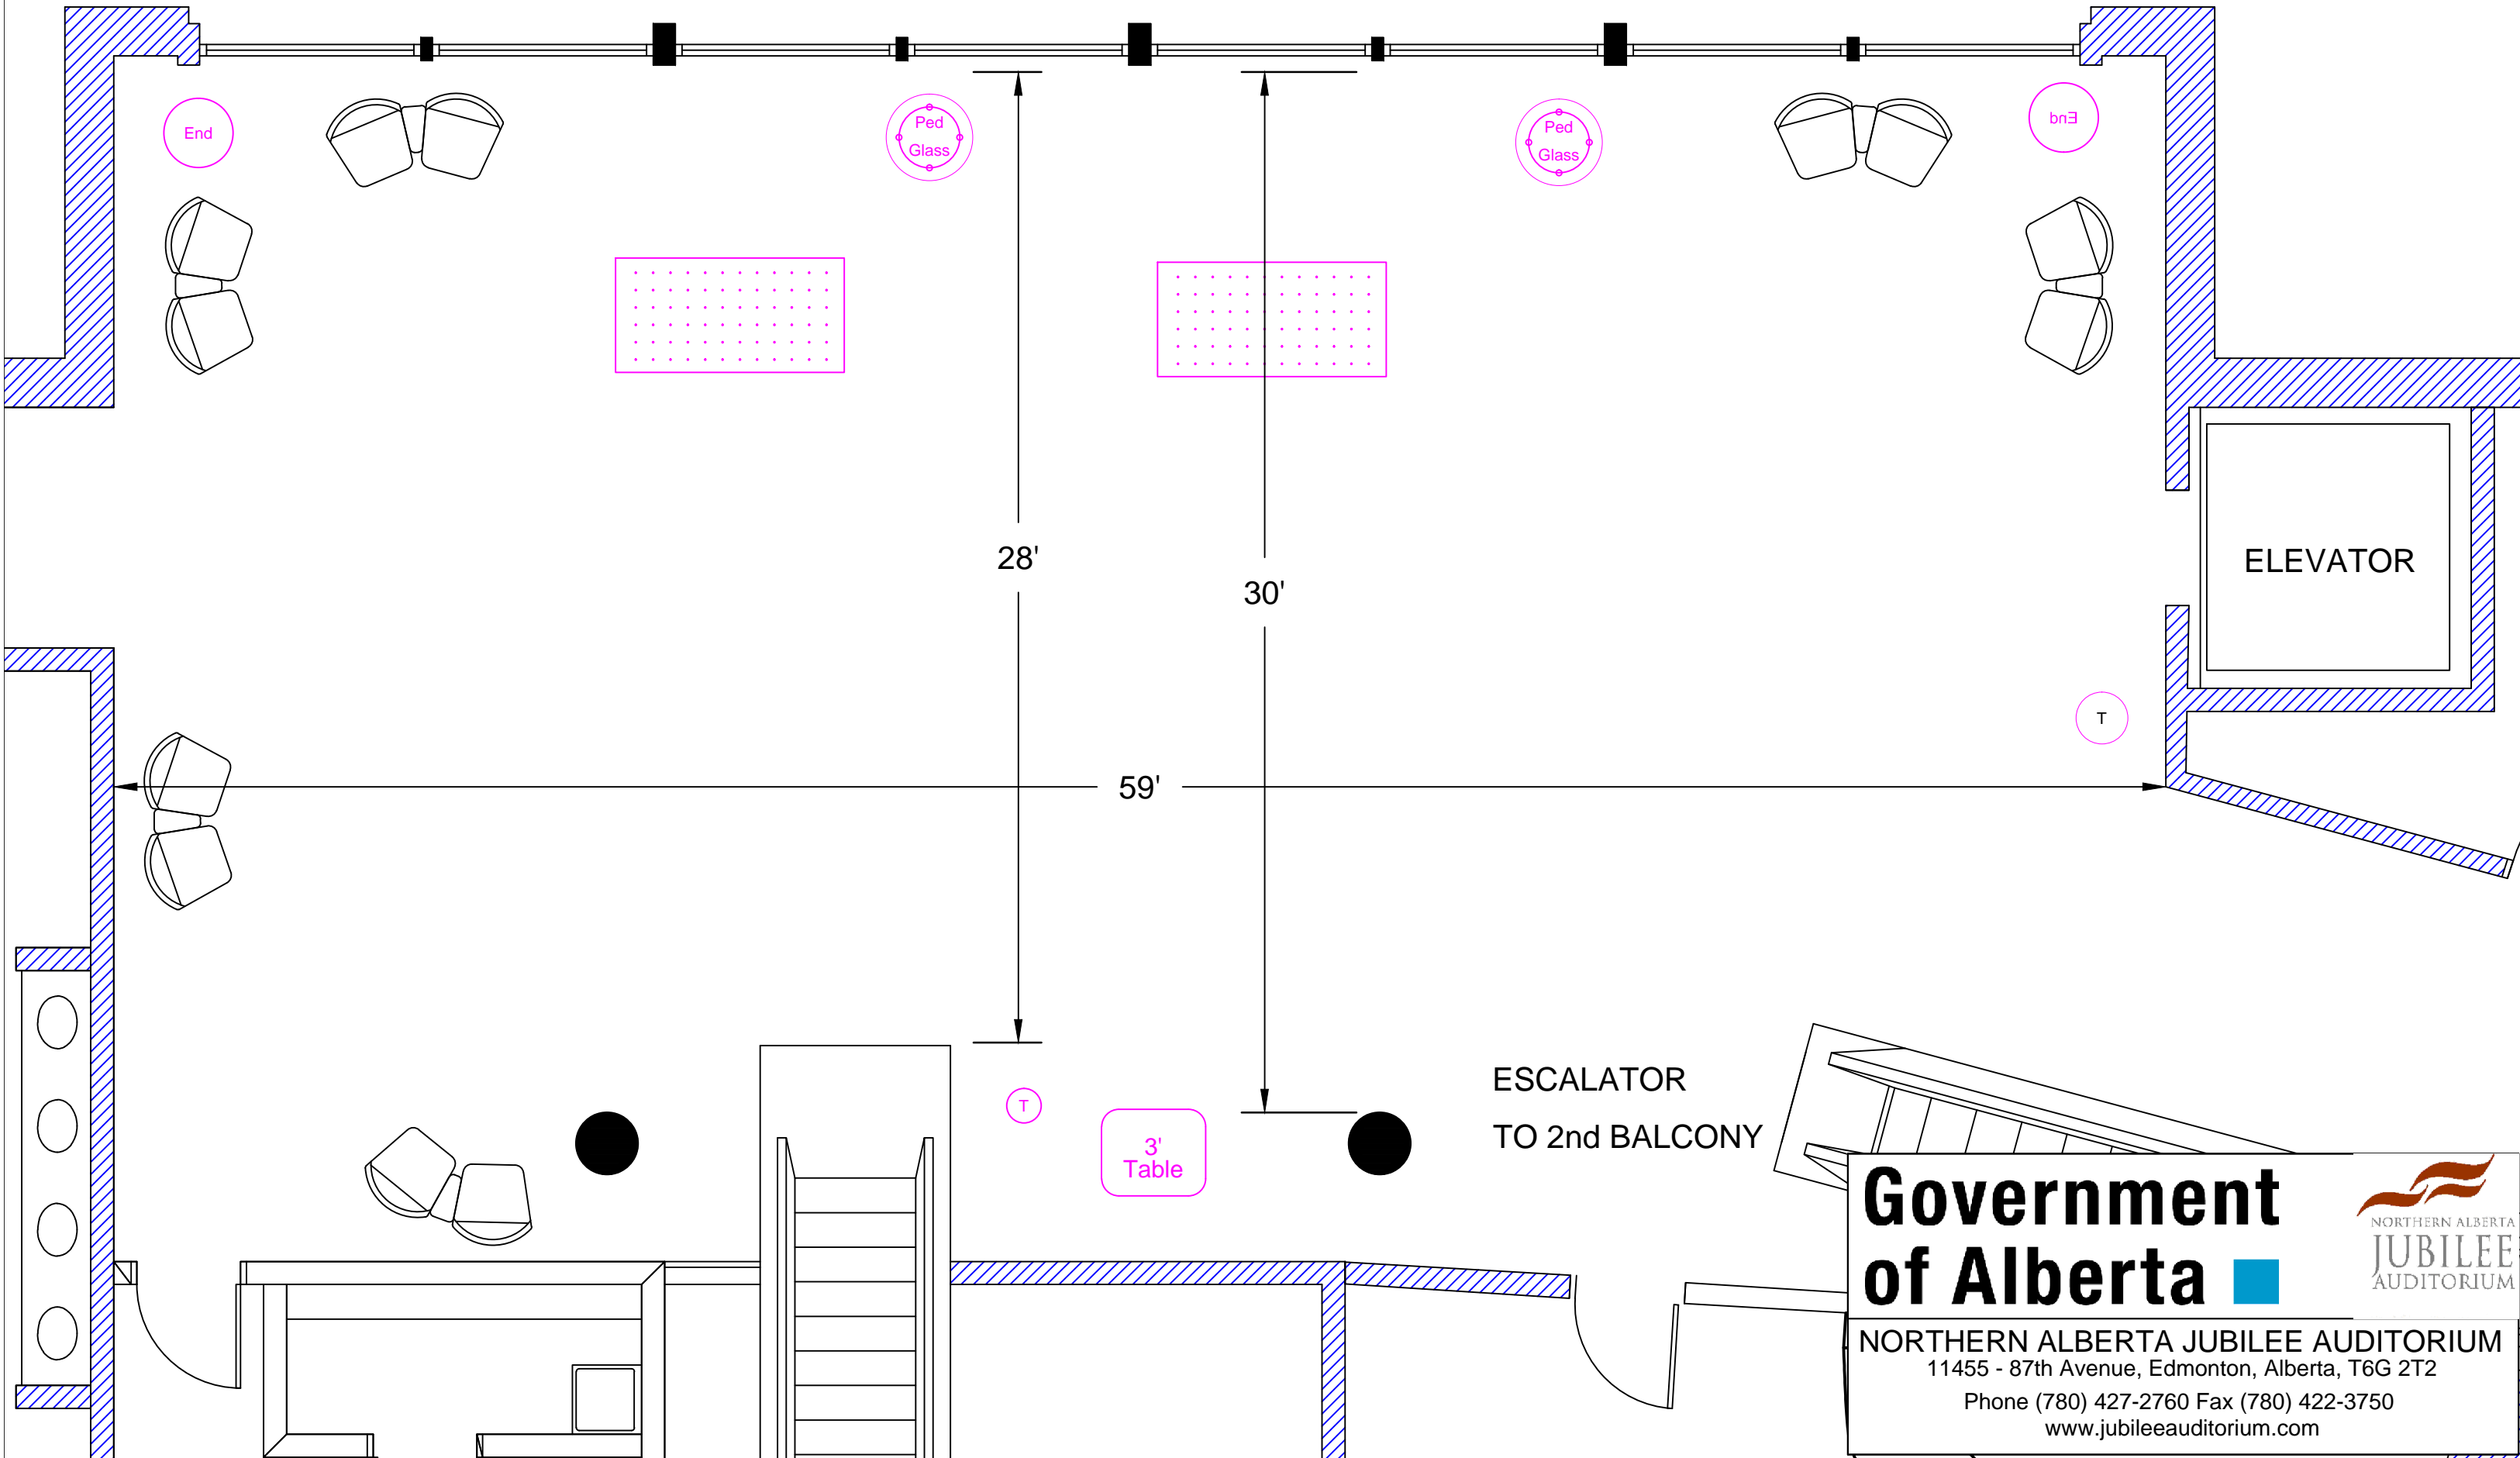 End
Ped
Glass
Ped
Glass
End
28'
30'
ELEVATOR
T
59'
T
3'
Table
ESCALATOR
TO 2nd BALCONY
Government
of Alberta
NORTHERN ALBERTA
JUBILEE
AUDITORIUM
NORTHERN ALBERTA JUBILEE AUDITORIUM
11455 - 87th Avenue, Edmonton, Alberta, T6G 2T2
Phone (780) 427-2760 Fax (780) 422-3750
www.jubileeauditorium.com